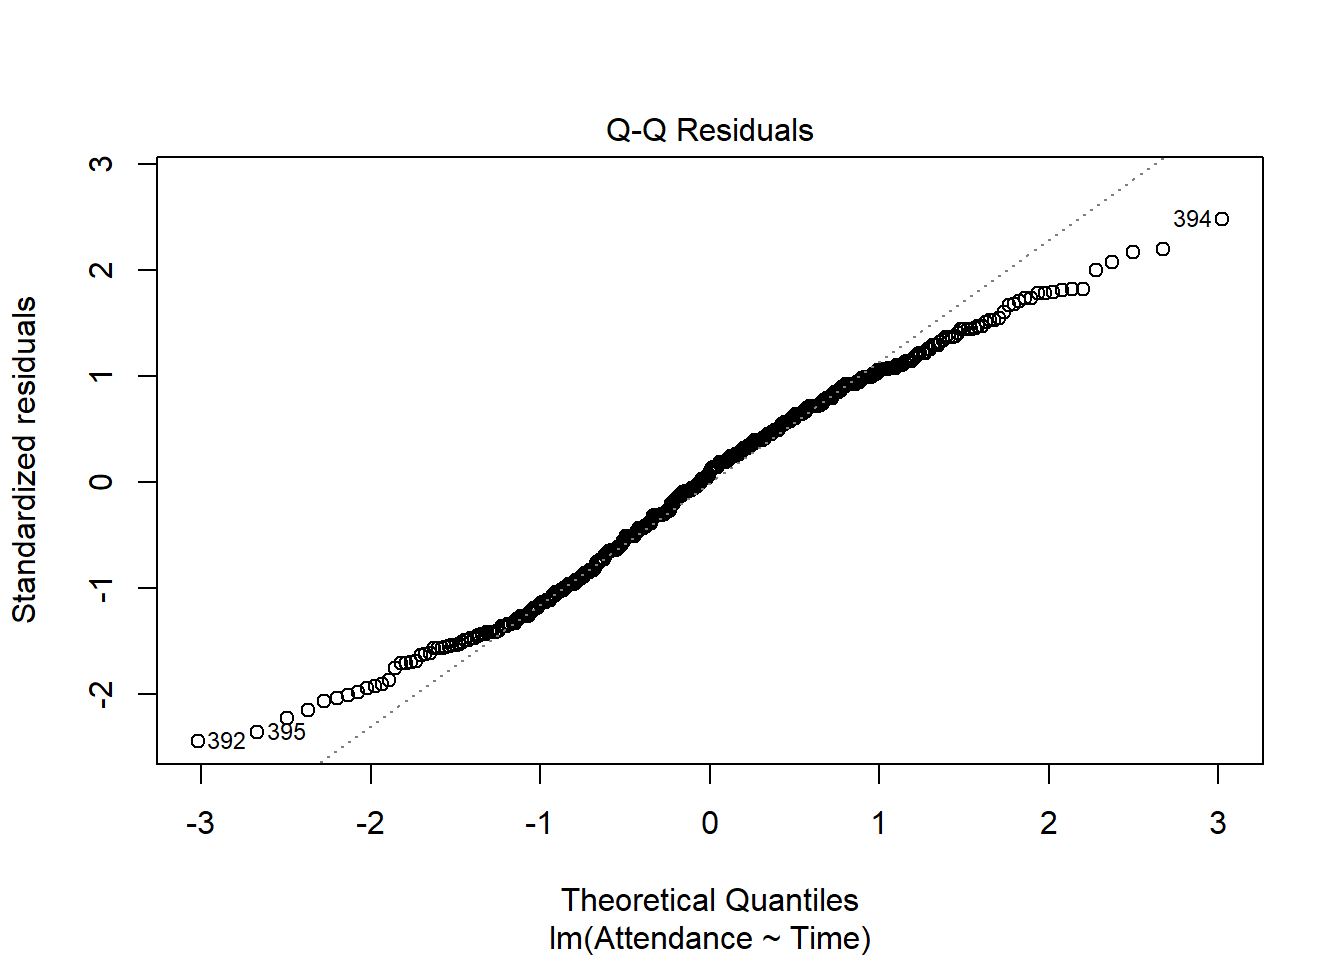 Q-Q Residuals
Standardized residuals
3
2
1
0
-1
-2
394
392
395
-3 -2 -1 0 1 2 3
Theoretical Quantiles
lm(Attendance ~ Time)